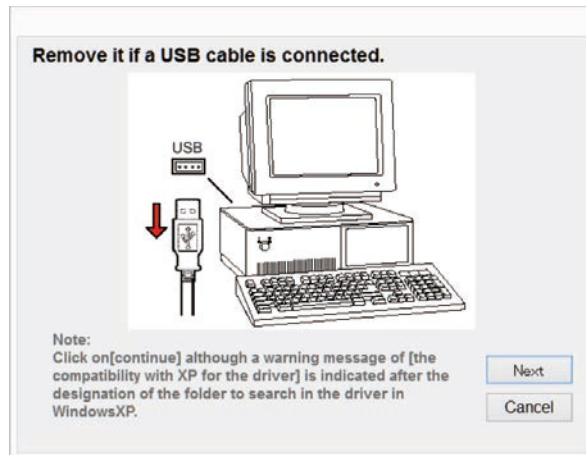 Remove it if a USB cable is connected.
USB
Note:
Click on[continue] although a warning message of [the
compatibility with XP for the driver] is indicated after the
designation of the folder to search in the driver in
WindowsXP.
Next
Cancel